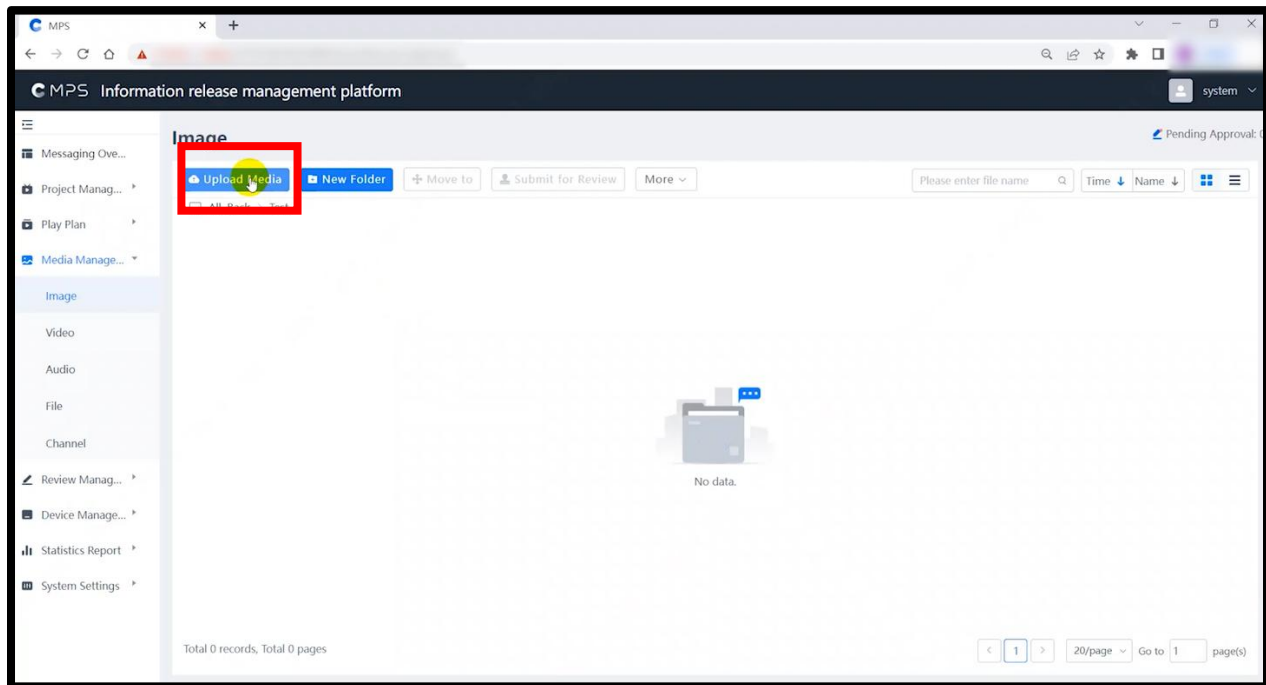 MPS
MPS Information release management platform
system
Image
Pending Approval:
Messaging Ove...
Project Manag...
Play Plan
Media Manage...
Image
Video
Audio
File
Channel
Review Manag...
Device Manage...
Statistics Report
System Settings
Upload Media New Folder Move to Submit for Review More Please enter file name Time Name
No data.
Total 0 records, Total 0 pages
1 20/page Go to 1 page(s)